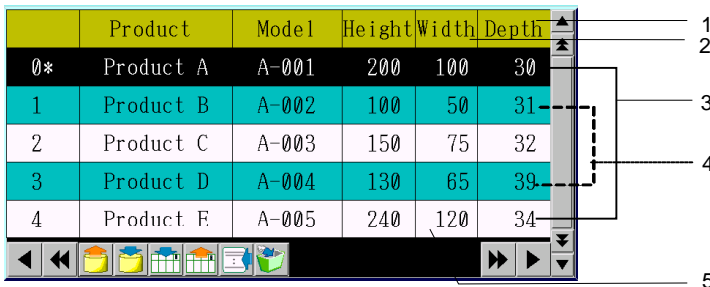 Product Model Height Width Depth 1
2
0* Product A A-001 200 100 30
1 Product B A-002 100 50 31 3
2 Product C A-003 150 75 32
3 Product D A-004 130 65 39 4
4 Product E A-005 240 120 34
5